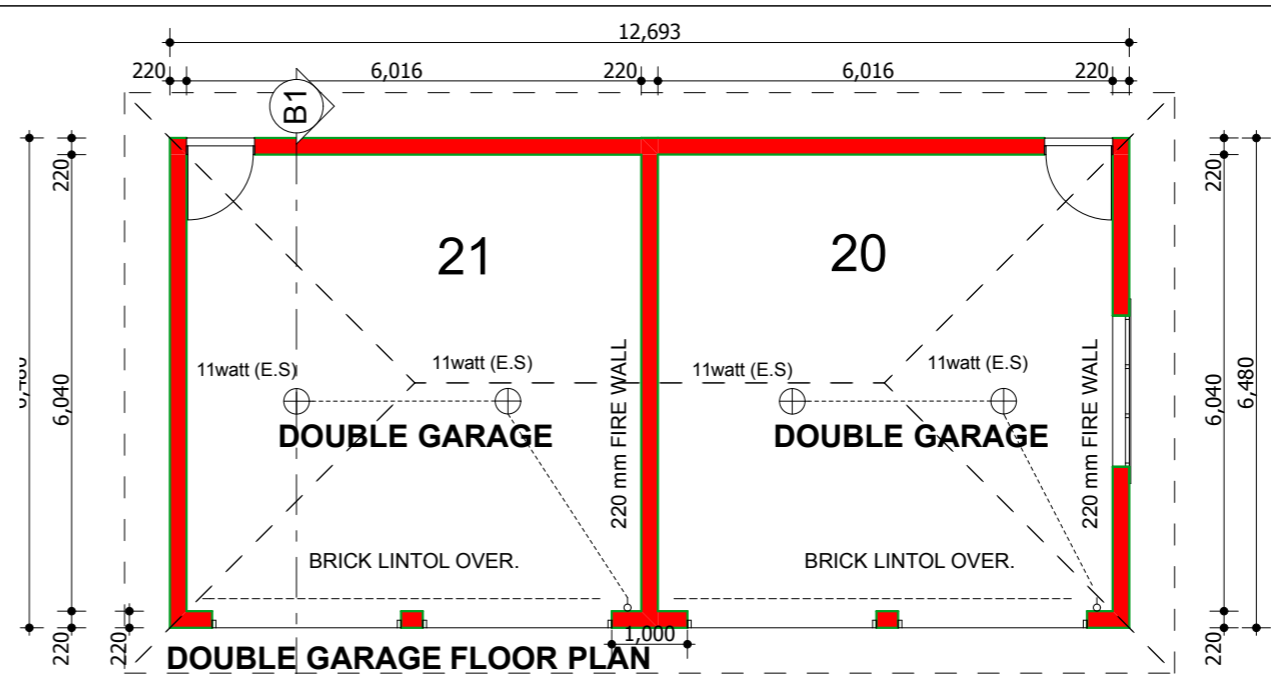 12,693
220
6,016
220
6,016
220
B1
220
6,040
220
220
21
20
220
6,040
6,480
220
11watt (E.S)
11watt (E.S)
220 mm FIRE WALL
11watt (E.S)
11watt (E.S)
220 mm FIRE WALL
DOUBLE GARAGE
DOUBLE GARAGE
BRICK LINTOL OVER.
BRICK LINTOL OVER.
1,000
DOUBLE GARAGE FLOOR PLAN